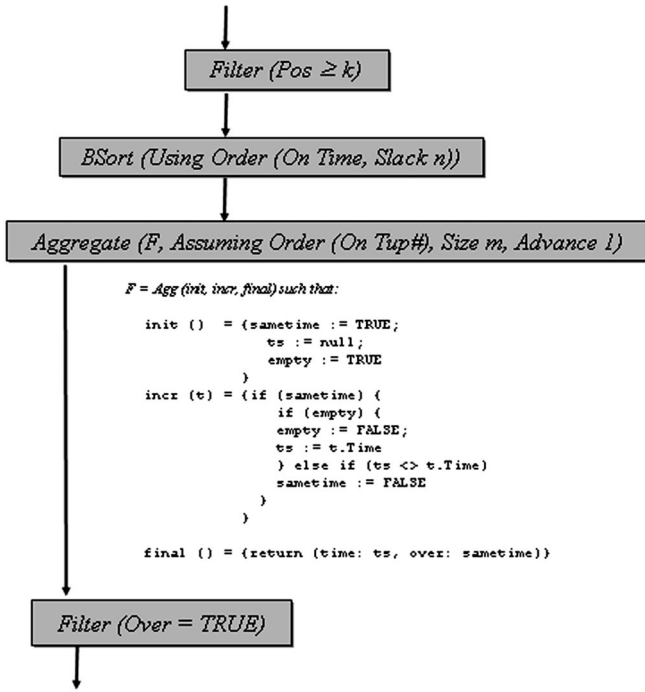 Filter (Pos ≥ k)
BSort (Using Order (On Time, Slack n))
Aggregate (F, Assuming Order (On Tup#), Size m, Advance 1)
F = Agg (init, incr, final) such that:
init () = {sametime := TRUE;
ts := null;
empty := TRUE
}
incr (t) = {if (sametime) {
if (empty) {
empty := FALSE;
ts := t.Time
} else if (ts <> t.Time)
sametime := FALSE
}
}
final () = {return (time: ts, over: sametime)}
Filter (Over = TRUE)